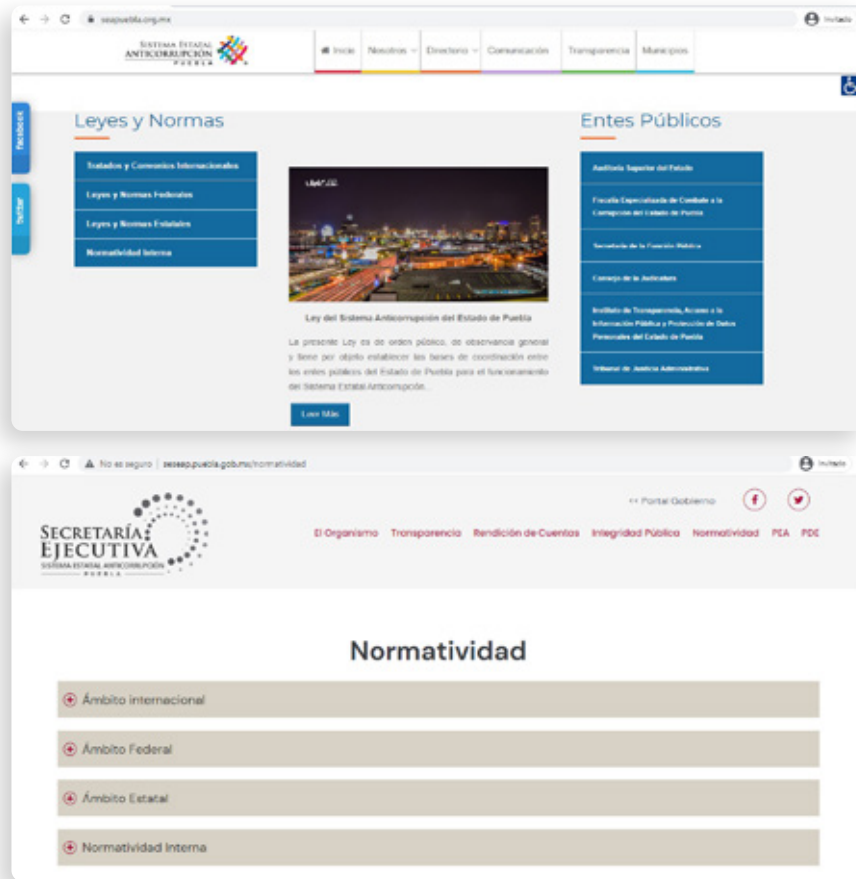 seapuebla.org.mx
Invitado
SISTEMA ESTATAL
ANTICORRUPCIÓN
PUEBLA
Inicio
Nosotros
Directorio
Comunicación
Transparencia
Municipios
facebook
twitter
Leyes y Normas
Tratados y Convenios Internacionales
Leyes y Normas Federales
Leyes y Normas Estatales
Normatividad Interna
Ley del Sistema Anticorrupción del Estado de Puebla
La presente Ley es de orden público, de observancia general
y tiene por objeto establecer las bases de coordinación entre
los entes públicos del Estado de Puebla para el funcionamiento
del Sistema Estatal Anticorrupción...
Leer Más
Entes Públicos
Auditoría Superior del Estado
Fiscalía Especializada de Combate a la
Corrupción del Estado de Puebla
Secretaría de la Función Pública
Consejo de la Judicatura
Instituto de Transparencia, Acceso a la
Información Pública y Protección de Datos
Personales del Estado de Puebla
Tribunal de Justicia Administrativa
No es seguro | seseap.puebla.gob.mx/normatividad
Invitado
SECRETARÍA
EJECUTIVA
SISTEMA ESTATAL ANTICORRUPCIÓN
PUEBLA
<< Portal Gobierno
El Organismo Transparencia Rendición de Cuentas Integridad Pública Normatividad PEA PDE
Normatividad
Ámbito internacional
Ámbito Federal
Ámbito Estatal
Normatividad Interna